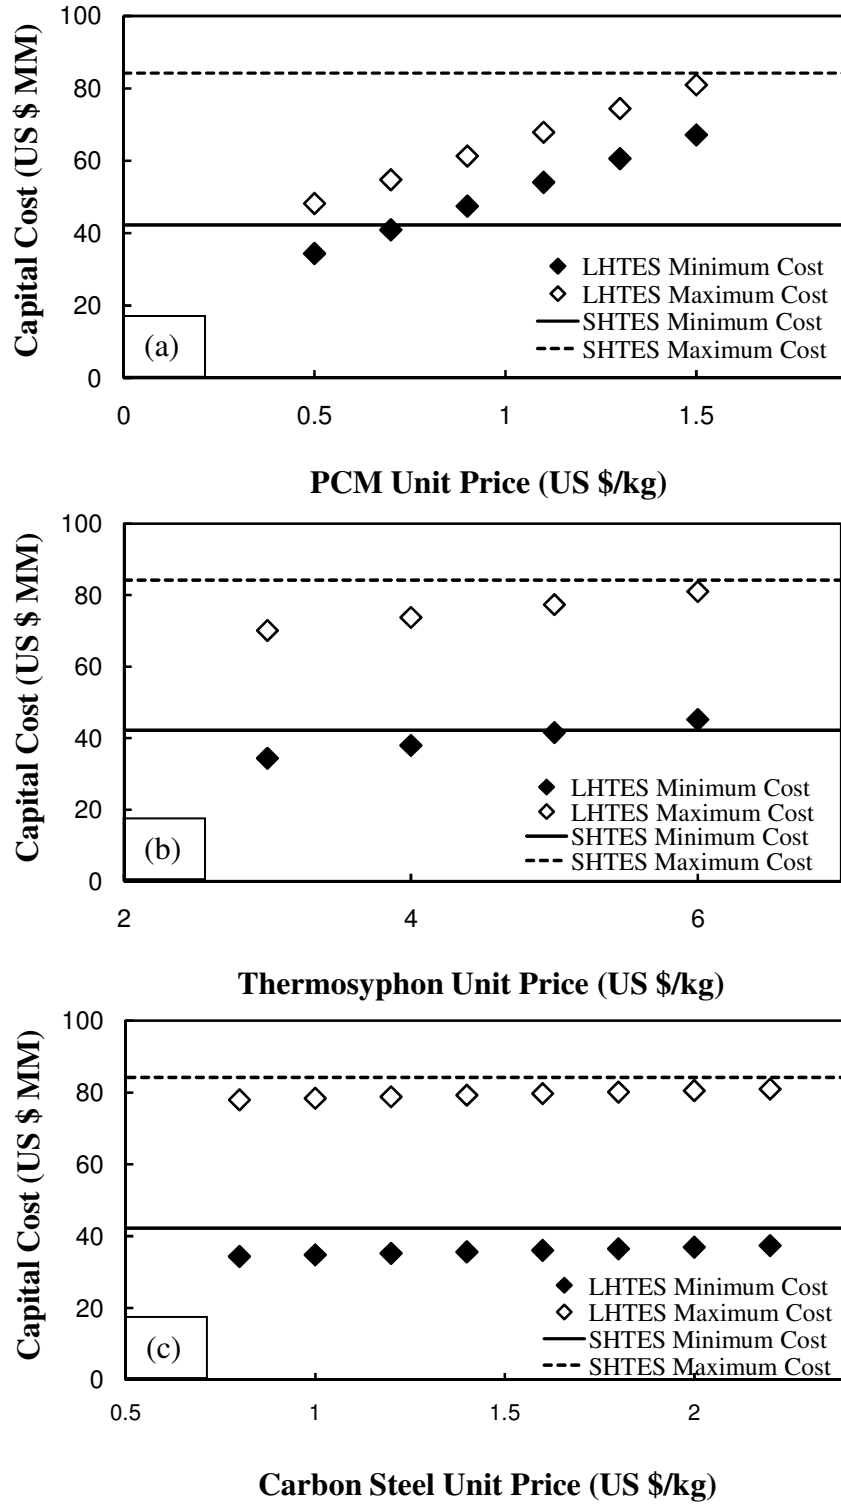 100
80
60
40
20
0
Capital Cost (US $ MM)
LHTES Minimum Cost
LHTES Maximum Cost
SHTES Minimum Cost
SHTES Maximum Cost
(a)
0 0.5 1 1.5
PCM Unit Price (US $/kg)
100
80
60
40
20
0
Capital Cost (US $ MM)
LHTES Minimum Cost
LHTES Maximum Cost
SHTES Minimum Cost
SHTES Maximum Cost
(b)
2 4 6
Thermosyphon Unit Price (US $/kg)
100
80
60
40
20
0
Capital Cost (US $ MM)
LHTES Minimum Cost
LHTES Maximum Cost
SHTES Minimum Cost
SHTES Maximum Cost
(c)
0.5 1 1.5 2
Carbon Steel Unit Price (US $/kg)